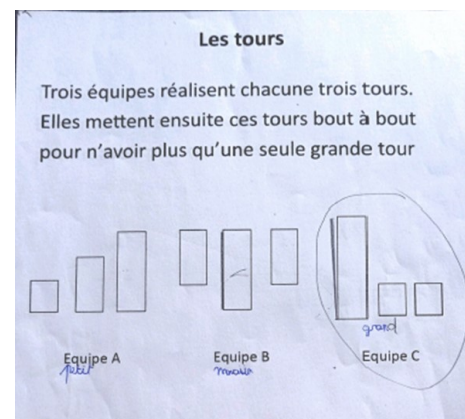 Les tours
Trois équipes réalisent chacune trois tours.
Elles mettent ensuite ces tours bout à bout
pour n'avoir plus qu'une seule grande tour
grand
Equipe A Equipe B Equipe C
petit